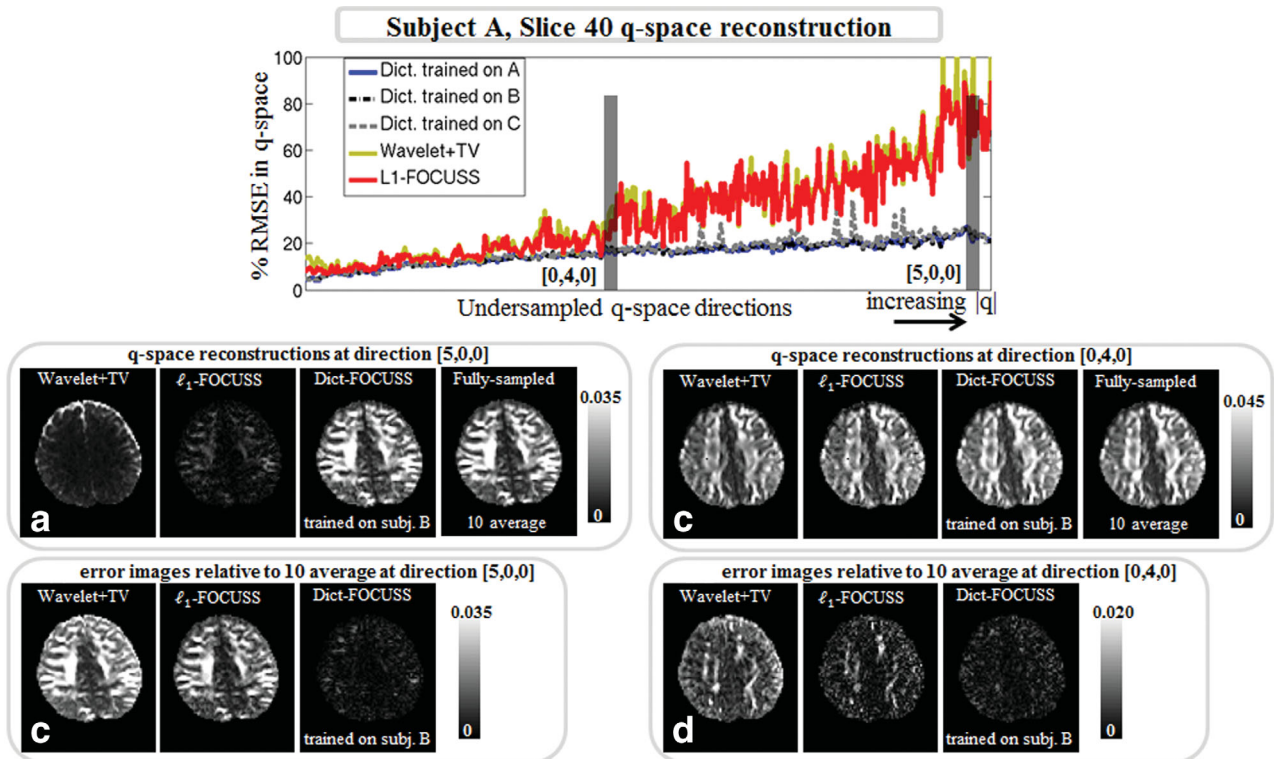 Subject A, Slice 40 q-space reconstruction
% RMSE in q-space
100
80
60
40
20
0
Dict. trained on A
Dict. trained on B
Dict. trained on C
Wavelet+TV
L1-FOCUSS
[0,4,0]
[5,0,0]
Undersampled q-space directions
increasing |q|
q-space reconstructions at direction [5,0,0]
Wavelet+TV
ℓ1-FOCUSS
Dict-FOCUSS
Fully-sampled
0.035
a
trained on subj. B
10 average
0
q-space reconstructions at direction [0,4,0]
Wavelet+TV
ℓ1-FOCUSS
Dict-FOCUSS
Fully-sampled
0.045
c
trained on subj. B
10 average
0
error images relative to 10 average at direction [5,0,0]
Wavelet+TV
ℓ1-FOCUSS
Dict-FOCUSS
0.035
c
trained on subj. B
0
error images relative to 10 average at direction [0,4,0]
Wavelet+TV
ℓ1-FOCUSS
Dict-FOCUSS
0.020
d
trained on subj. B
0